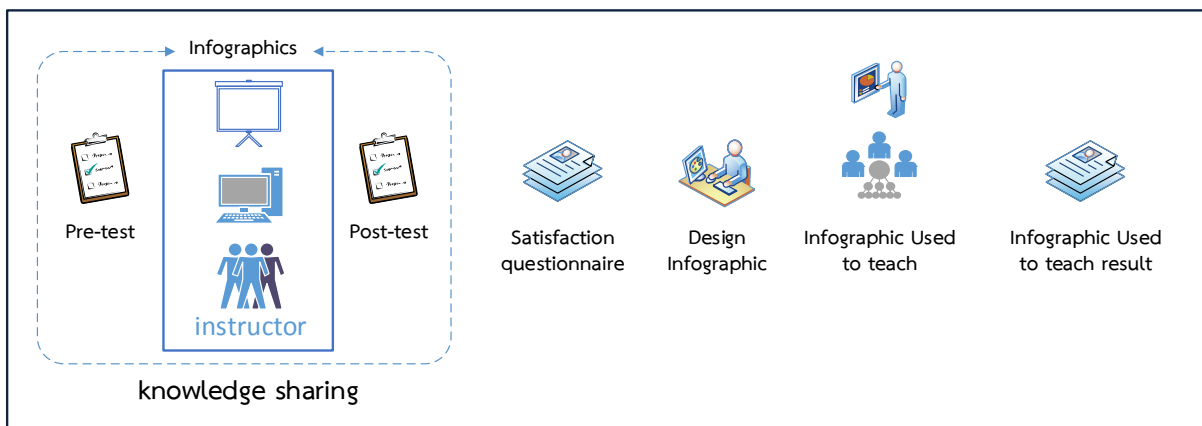 Infographics
Pre-test
Post-test
instructor
knowledge sharing
Satisfaction
questionnaire
Design
Infographic
Infographic Used
to teach
Infographic Used
to teach result